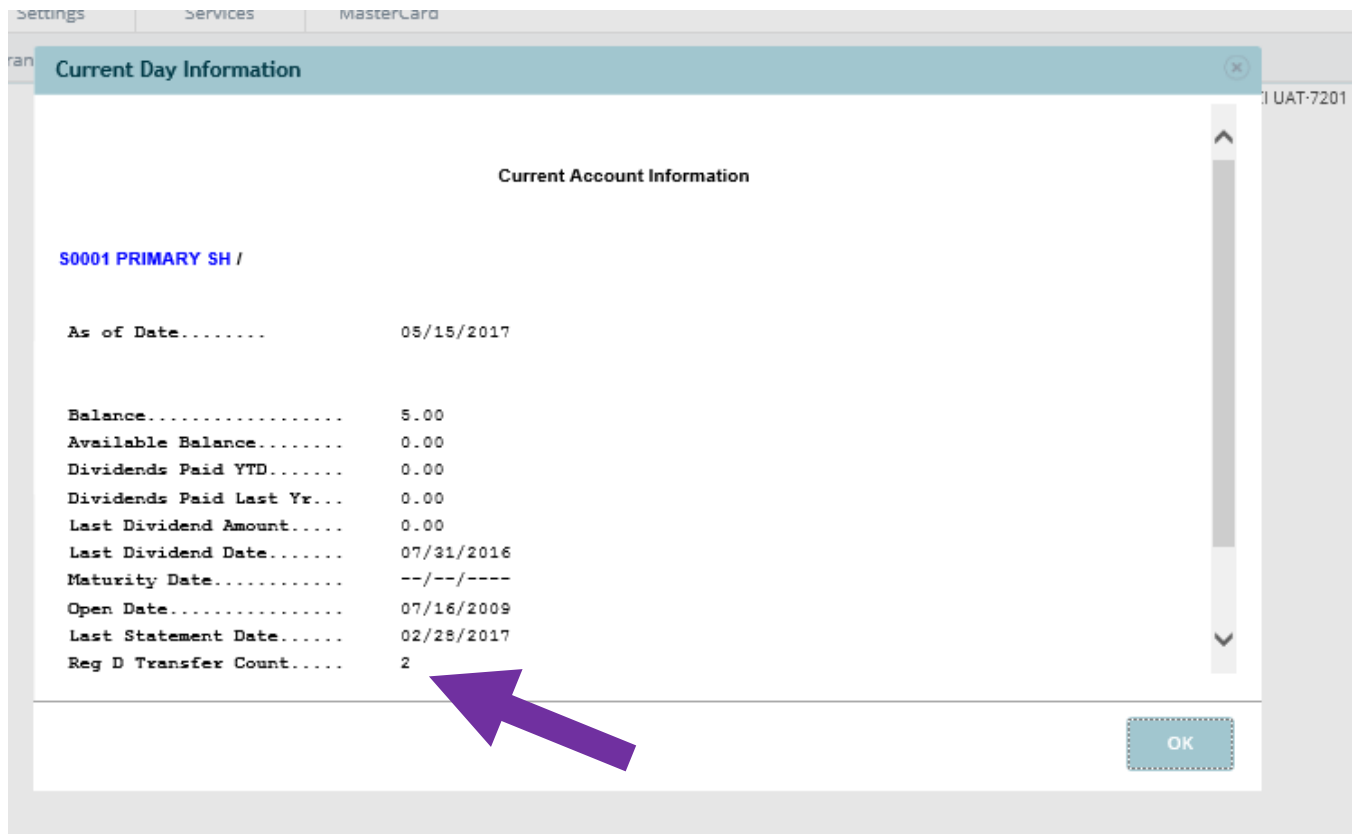 Settings Services MasterCard
ran
Current Day Information
UAT-7201
Current Account Information
S0001 PRIMARY SH /
As of Date........ 05/15/2017
Balance.................. 5.00
Available Balance........ 0.00
Dividends Paid YTD....... 0.00
Dividends Paid Last Yr... 0.00
Last Dividend Amount..... 0.00
Last Dividend Date....... 07/31/2016
Maturity Date............ --/--/----
Open Date................ 07/16/2009
Last Statement Date...... 02/28/2017
Reg D Transfer Count..... 2
OK